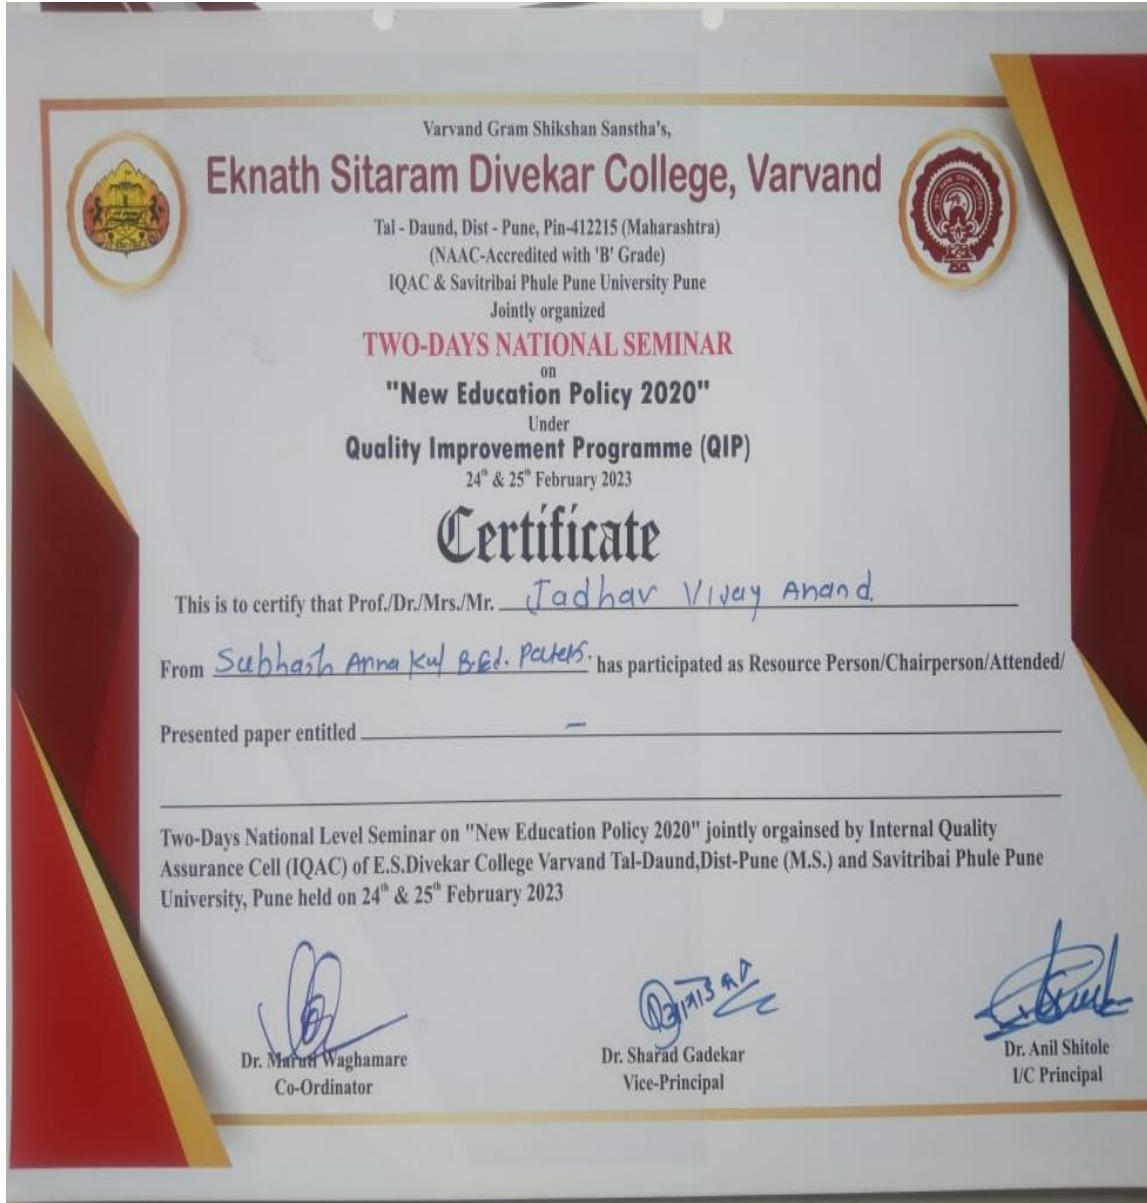 Varvand Gram Shikshan Sanstha's,
Eknath Sitaram Divekar College, Varvand
Tal - Daund, Dist - Pune, Pin-412215 (Maharashtra)
(NAAC-Accredited with 'B' Grade)
IQAC & Savitribai Phule Pune University Pune
Jointly organized
TWO-DAYS NATIONAL SEMINAR
on
"New Education Policy 2020"
Under
Quality Improvement Programme (QIP)
24th & 25th February 2023
Certificate
This is to certify that Prof./Dr./Mrs./Mr. Jadhav Vijay Anand.
From Subhash Anna Kul B.Ed. has participated as Resource Person/Chairperson/Attended/
Presented paper entitled –
Two-Days National Level Seminar on "New Education Policy 2020" jointly orgainsed by Internal Quality
Assurance Cell (IQAC) of E.S.Divekar College Varvand Tal-Daund,Dist-Pune (M.S.) and Savitribai Phule Pune
University, Pune held on 24th & 25th February 2023
Dr. Maruti Waghamare
Co-Ordinator
Dr. Sharad Gadekar
Vice-Principal
Dr. Anil Shitole
I/C Principal